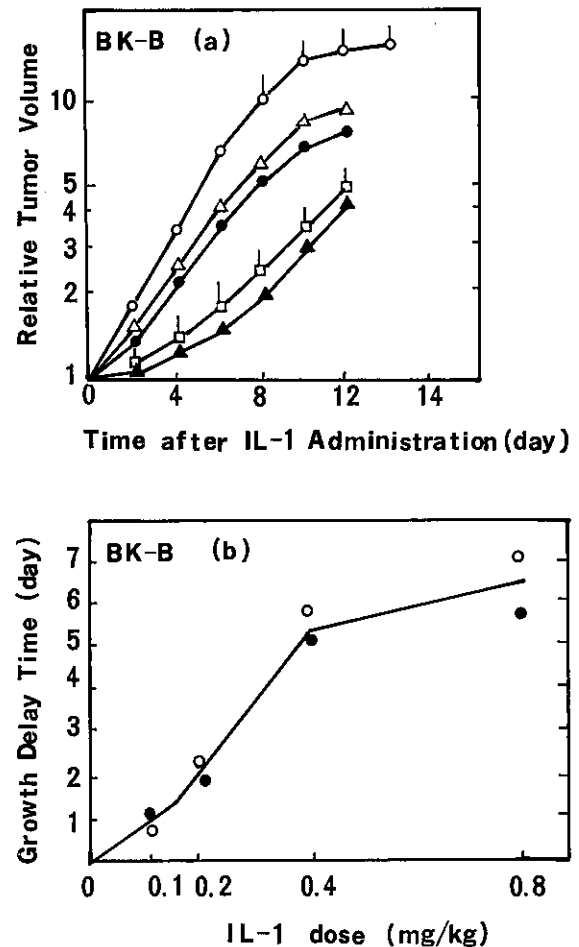 BK-B (a)
Relative Tumor Volume
10
5
4
3
2
1
0 4 8 12 14
Time after IL-1 Administration (day)
BK-B (b)
Growth Delay Time (day)
7
6
5
4
3
2
1
0 0.1 0.2 0.4 0.8
IL-1 dose (mg/kg)